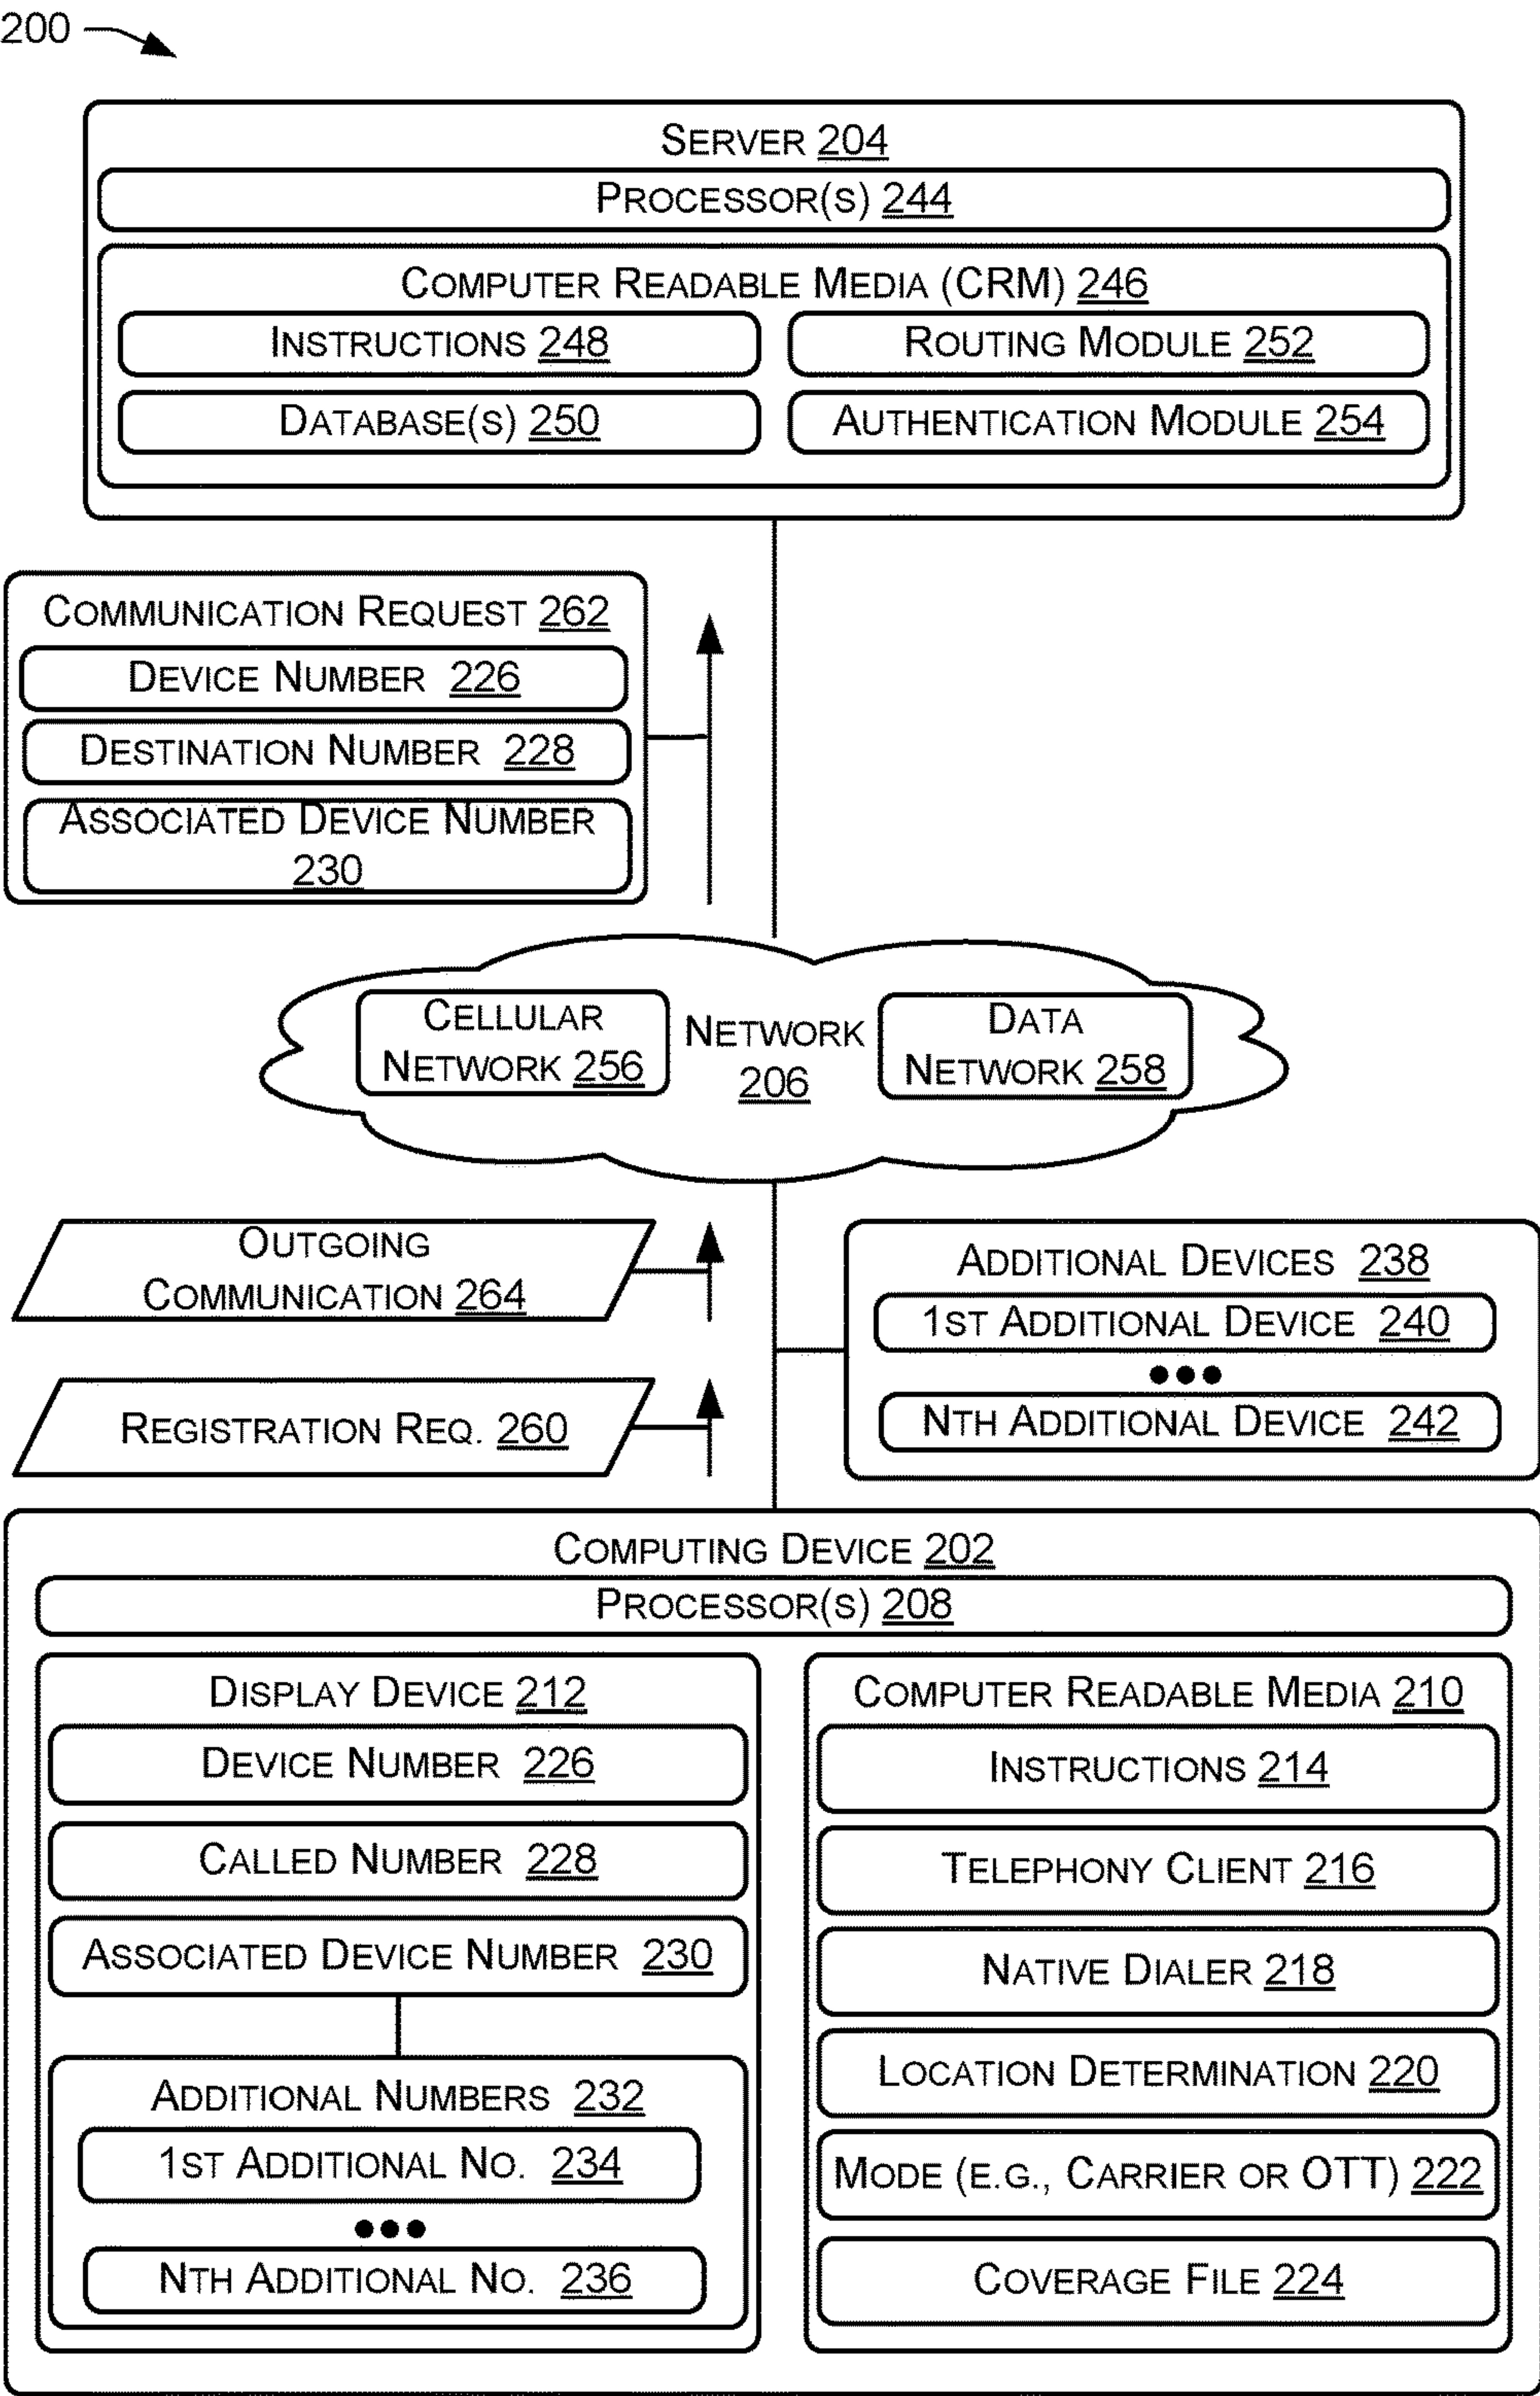 200
SERVER 204
PROCESSOR(S) 244
COMPUTER READABLE MEDIA (CRM) 246
INSTRUCTIONS 248
ROUTING MODULE 252
DATABASE(S) 250
AUTHENTICATION MODULE 254
COMMUNICATION REQUEST 262
DEVICE NUMBER 226
DESTINATION NUMBER 228
ASSOCIATED DEVICE NUMBER
230
CELLULAR
NETWORK 256
NETWORK
206
DATA
NETWORK 258
OUTGOING
COMMUNICATION 264
REGISTRATION REQ. 260
ADDITIONAL DEVICES 238
1ST ADDITIONAL DEVICE 240
●●●
NTH ADDITIONAL DEVICE 242
COMPUTING DEVICE 202
PROCESSOR(S) 208
DISPLAY DEVICE 212
DEVICE NUMBER 226
CALLED NUMBER 228
ASSOCIATED DEVICE NUMBER 230
ADDITIONAL NUMBERS 232
1ST ADDITIONAL NO. 234
●●●
NTH ADDITIONAL NO. 236
COMPUTER READABLE MEDIA 210
INSTRUCTIONS 214
TELEPHONY CLIENT 216
NATIVE DIALER 218
LOCATION DETERMINATION 220
MODE (E.G., CARRIER OR OTT) 222
COVERAGE FILE 224